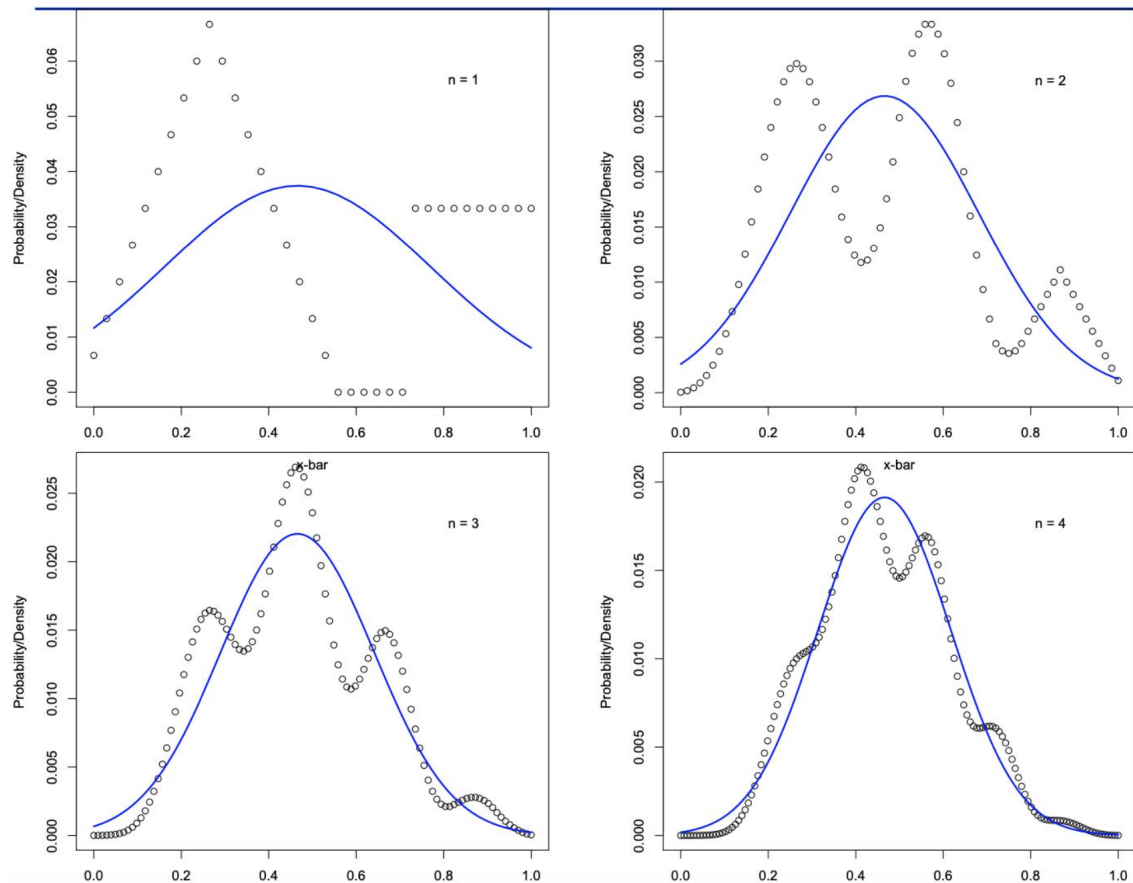 n = 1
Probability/Density
0.00 0.01 0.02 0.03 0.04 0.05 0.06
0.0 0.2 0.4 0.6 0.8 1.0
n = 2
Probability/Density
0.000 0.005 0.010 0.015 0.020 0.025 0.030
0.0 0.2 0.4 0.6 0.8 1.0
x-bar
n = 3
Probability/Density
0.000 0.005 0.010 0.015 0.020 0.025
0.0 0.2 0.4 0.6 0.8 1.0
x-bar
n = 4
Probability/Density
0.000 0.005 0.010 0.015 0.020
0.0 0.2 0.4 0.6 0.8 1.0